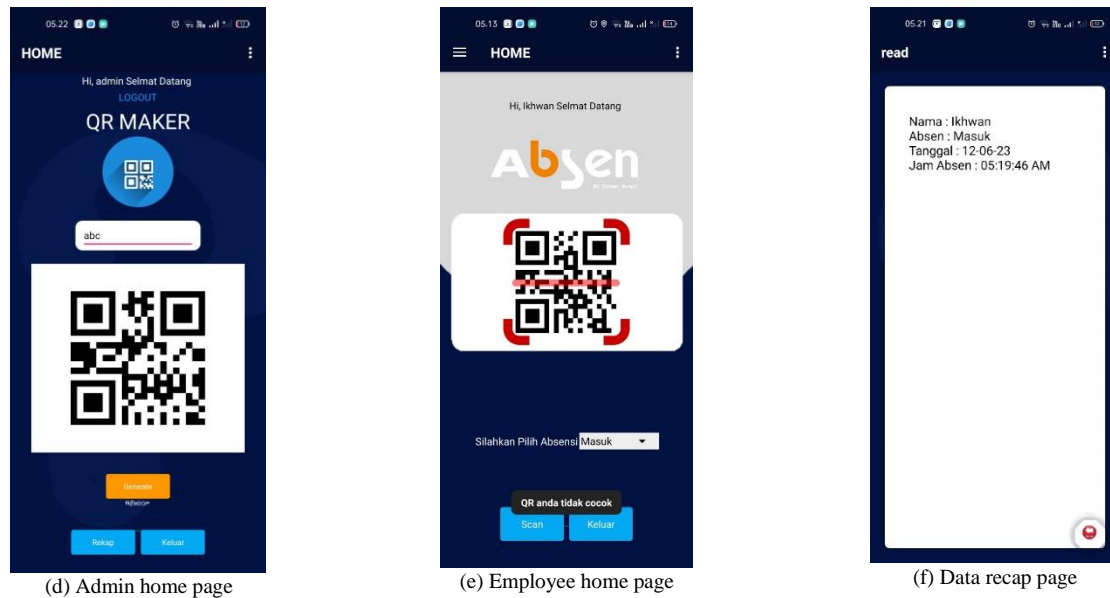 05.22
HOME
Hi, admin Selmat Datang
LOGOUT
QR MAKER
abc
Generate
Rekap
Keluar
(d) Admin home page
05.13
HOME
Hi, Ikhwan Selmat Datang
Absen
Silahkan Pilih Absensi Masuk
QR anda tidak cocok
Scan
Keluar
(e) Employee home page
05.21
read
Nama : Ikhwan
Absen : Masuk
Tanggal : 12-06-23
Jam Absen : 05:19:46 AM
(f) Data recap page